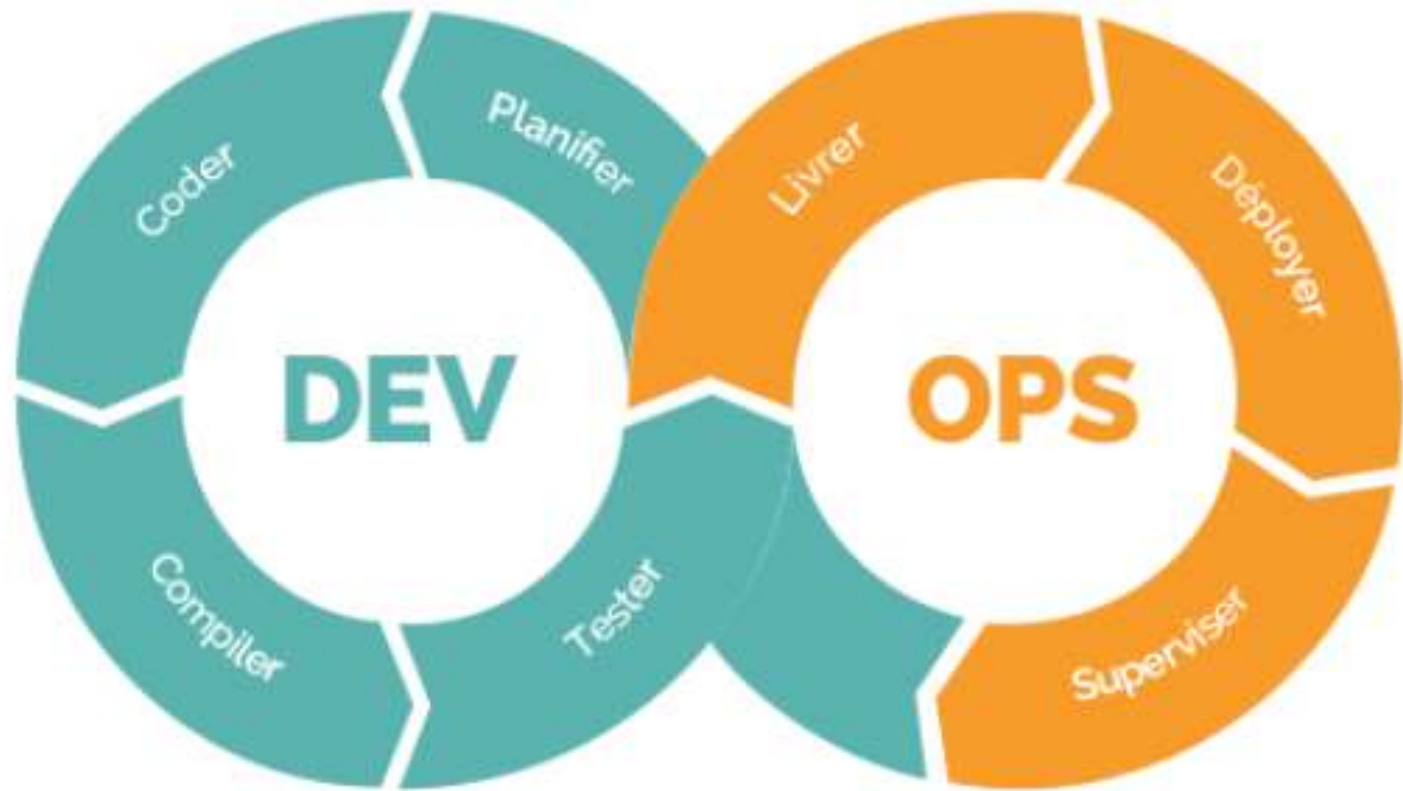 Planifier
Coder
Compiler
Tester
DEV
Livrer
Déployer
Superviser
OPS